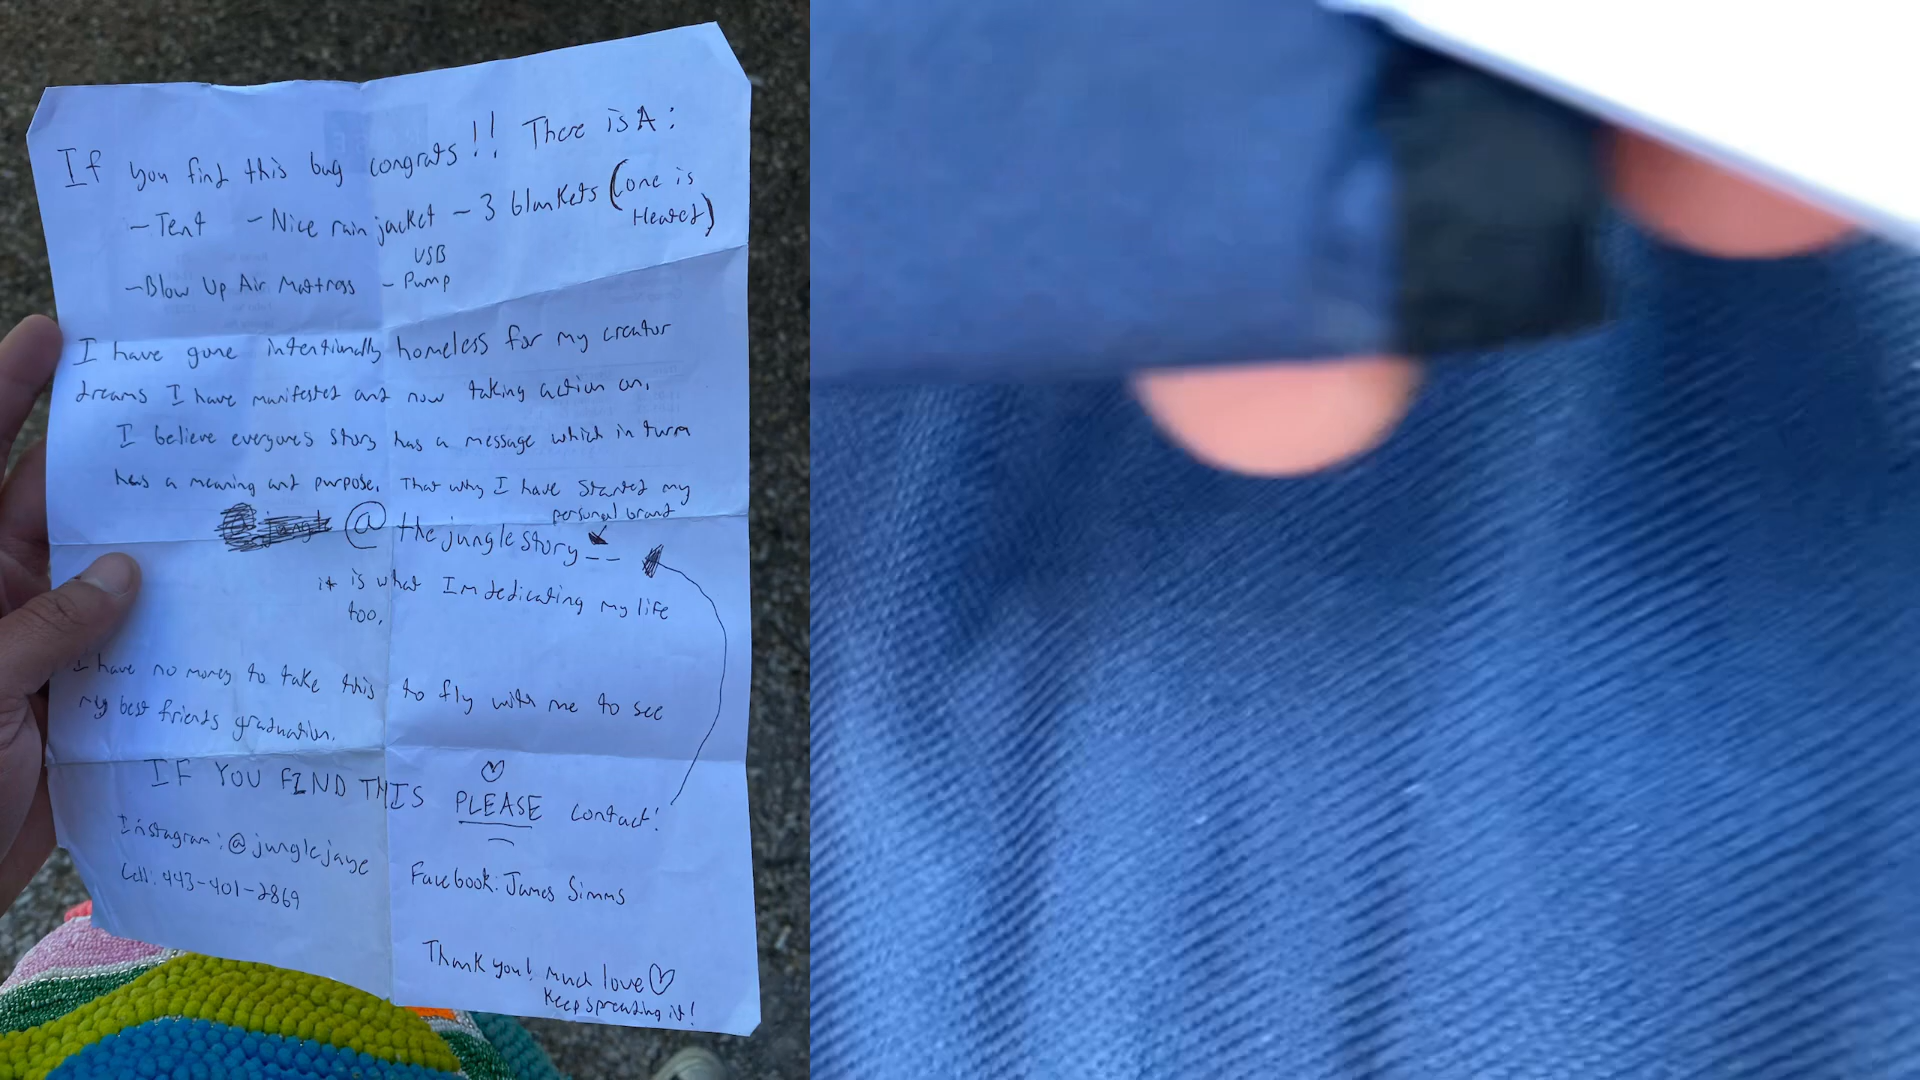 If you find this bag congrats!! There is A:
- Tent - Nice rain jacket - 3 blankets (one is Heated)
- Blow Up Air Mattress - USB Pump
I have gone intentionally homeless for my creator
dreams I have manifested and now taking action on.
I believe everyones story has a message which in turn
has a meaning and purpose. That why I have started my
personal brand
@ the jungle story _ _
it is what Im dedicating my life
too.
I have no money to take this to fly with me to see
my best friends graduation.
IF YOU FIND THIS PLEASE contact!
Instagram: @junglejaye
Cell: 443-401-2869
Facebook: James Simms
Thank you! Much love
Keep spreading it!